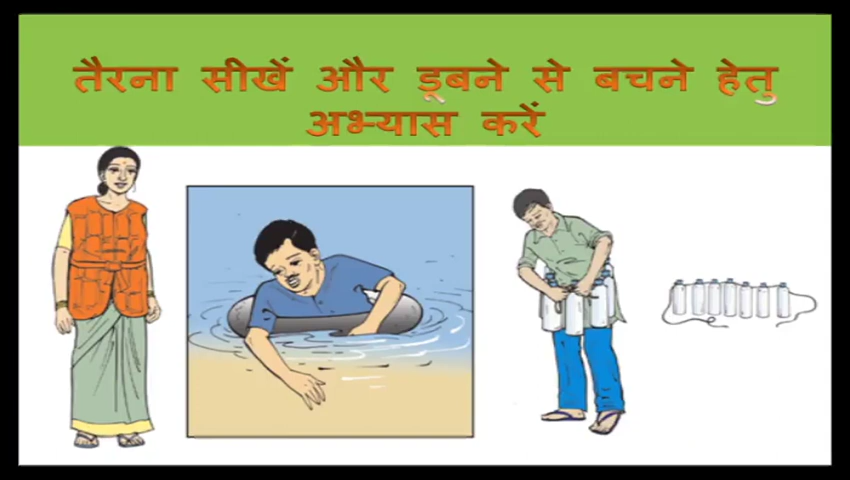 तैरना सीखें और डूबने से बचने हेतु
अभ्यास करें